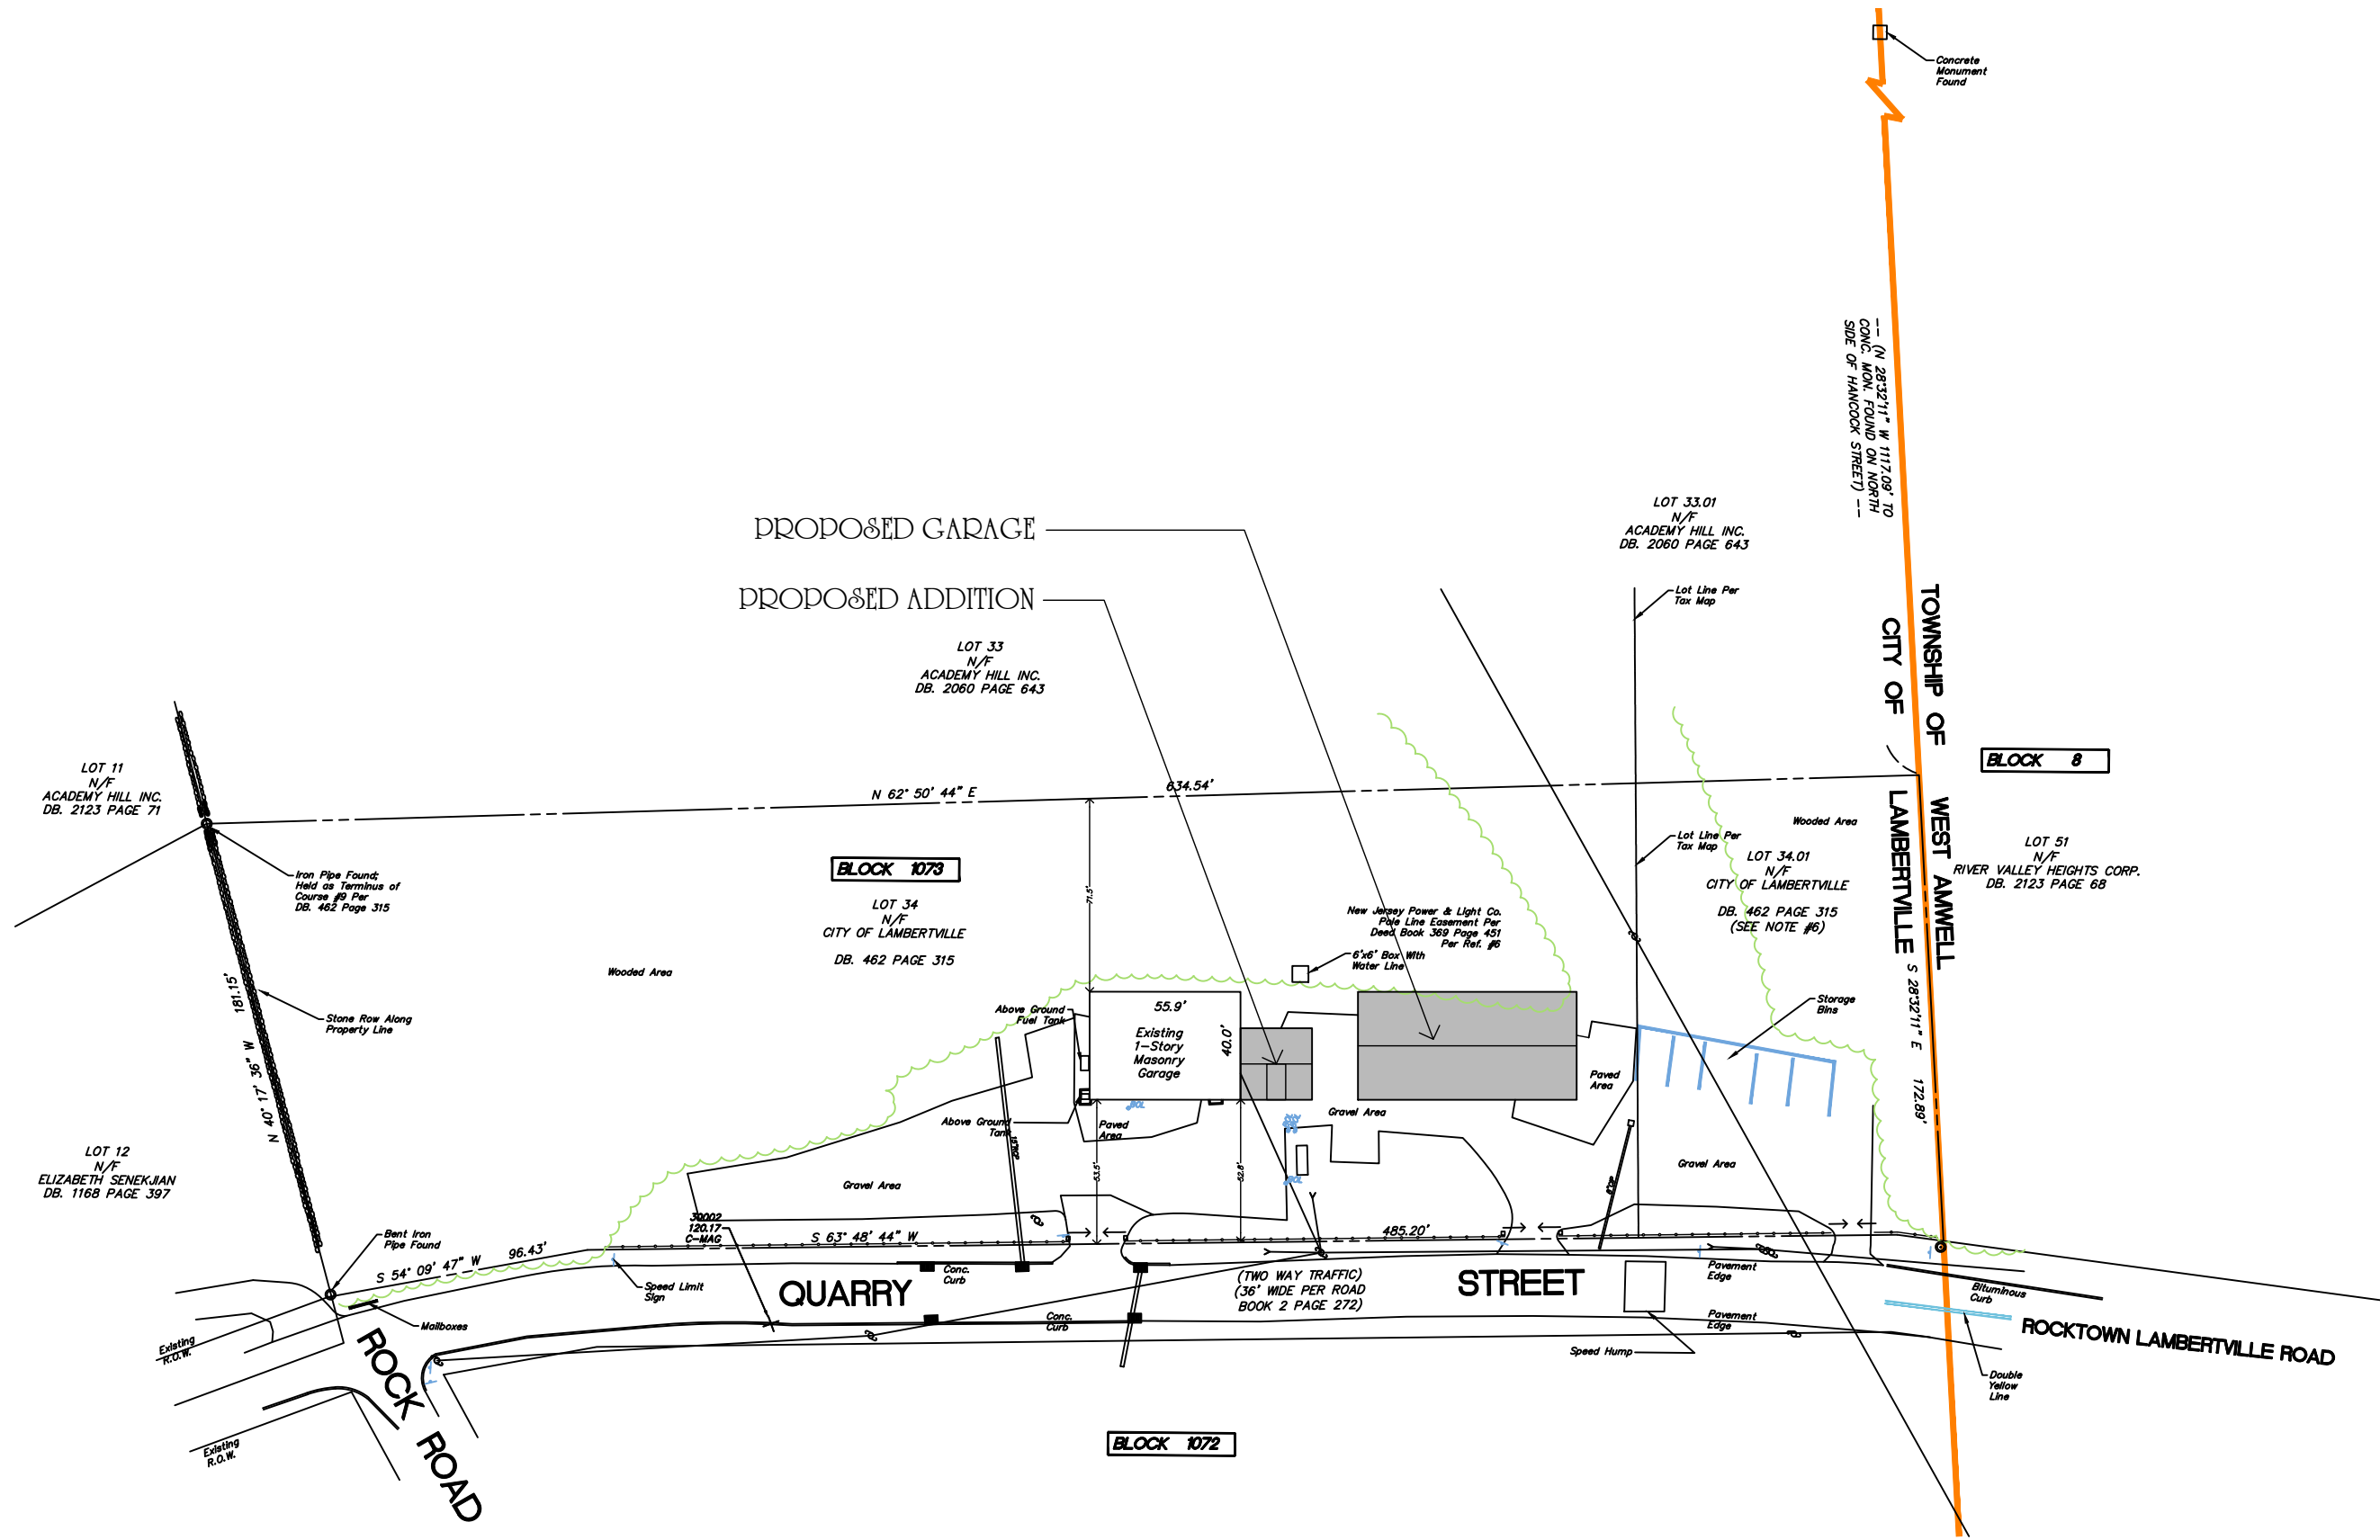 Concrete
Monument
Found
-- (N 28°32'11" W 1117.09' TO
CONC. MON. FOUND ON NORTH
SIDE OF HANCOCK STREET) --
LOT 33.01
N/F
ACADEMY HILL INC.
DB. 2060 PAGE 643
PROPOSED GARAGE
PROPOSED ADDITION
Lot Line Per
Tax Map
TOWNSHIP OF WEST AMWELL
CITY OF LAMBERTVILLE
LOT 33
N/F
ACADEMY HILL INC.
DB. 2060 PAGE 643
BLOCK 8
LOT 11
N/F
ACADEMY HILL INC.
DB. 2123 PAGE 71
N 62° 50' 44" E
634.54'
Wooded Area
Lot Line Per
Tax Map
LOT 34.01
N/F
CITY OF LAMBERTVILLE
DB. 462 PAGE 315
(SEE NOTE #6)
LOT 51
N/F
RIVER VALLEY HEIGHTS CORP.
DB. 2123 PAGE 68
BLOCK 1073
Iron Pipe Found;
Held as Terminus of
Course #9 Per
DB. 462 Page 315
71.5'
LOT 34
N/F
CITY OF LAMBERTVILLE
DB. 462 PAGE 315
New Jersey Power & Light Co.
Pole Line Easement Per
Deed Book 369 Page 451
Per Ref. #6
6'x6' Box With
Water Line
Wooded Area
181.15'
N 40° 17' 36" W
Stone Row Along
Property Line
Above Ground
Fuel Tank
55.9'
Existing
1-Story
Masonry
Garage
40.0'
Storage
Bins
S 28°32'11" E
172.89'
Paved
Area
BOL
Gravel Area
Above Ground
Tank
15"RCP
Paved
Area
53.5'
52.8'
BOL
Gravel Area
LOT 12
N/F
ELIZABETH SENEKJIAN
DB. 1168 PAGE 397
Gravel Area
30002
120.17
C-MAG
Bent Iron
Pipe Found
S 54° 09' 47" W
96.43'
S 63° 48' 44" W
485.20'
Speed Limit
Sign
QUARRY
STREET
Conc.
Curb
(TWO WAY TRAFFIC)
(36' WIDE PER ROAD
BOOK 2 PAGE 272)
Pavement
Edge
Bituminous
Curb
Mailboxes
Conc.
Curb
Pavement
Edge
Speed Hump
ROCKTOWN LAMBERTVILLE ROAD
Existing
R.O.W.
Double
Yellow
Line
ROCK ROAD
Existing
R.O.W.
BLOCK 1072